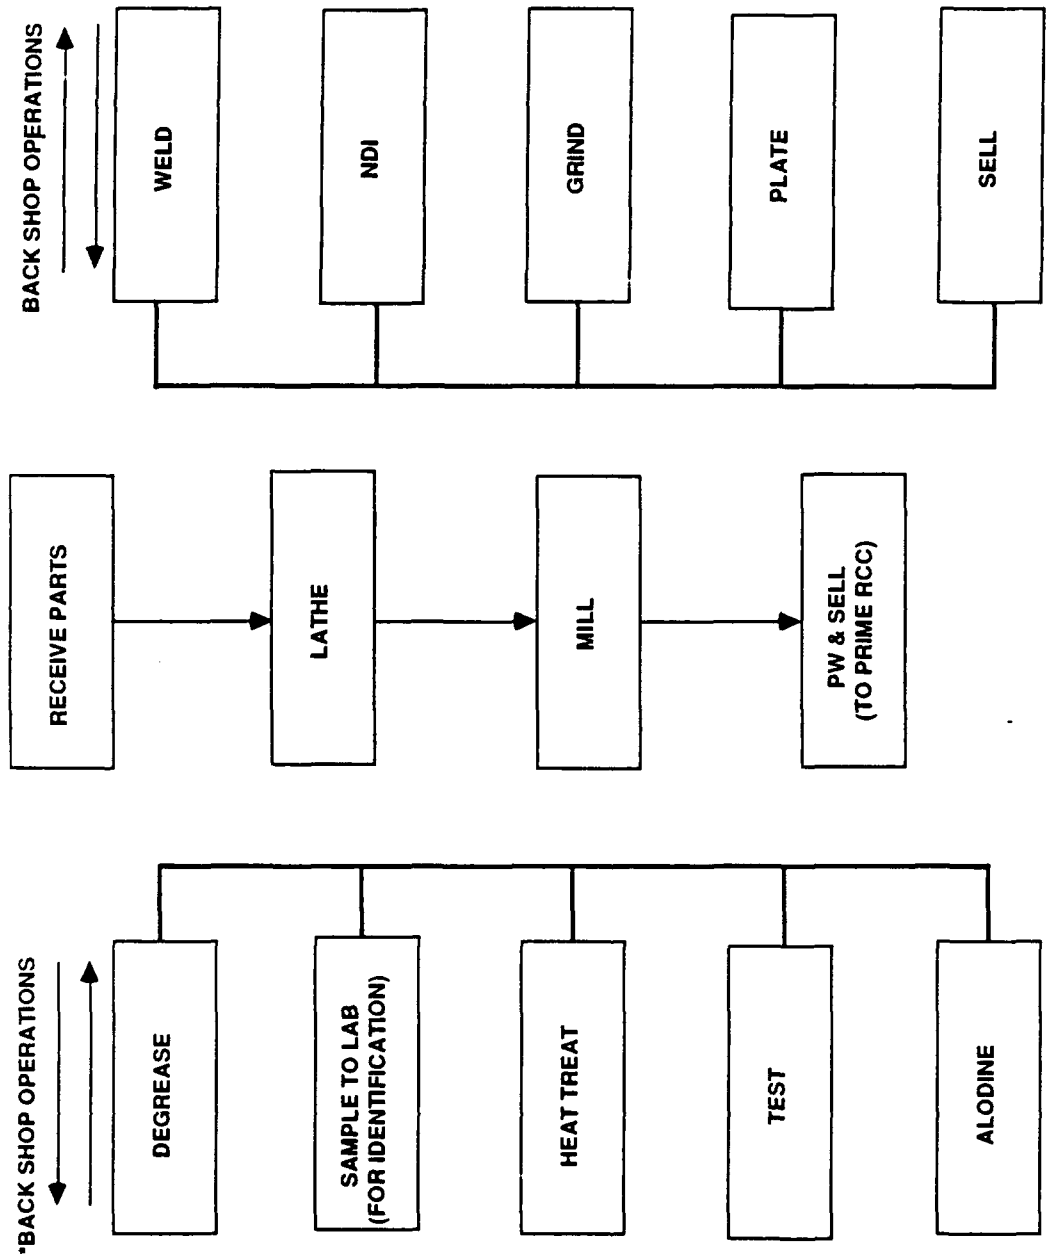 *BACK SHOP OPERATIONS
DEGREASE
SAMPLE TO LAB
(FOR IDENTIFICATION)
HEAT TREAT
TEST
ALODINE
RECEIVE PARTS
LATHE
MILL
PW & SELL
(TO PRIME RCC)
BACK SHOP OPERATIONS
WELD
NDI
GRIND
PLATE
SELL